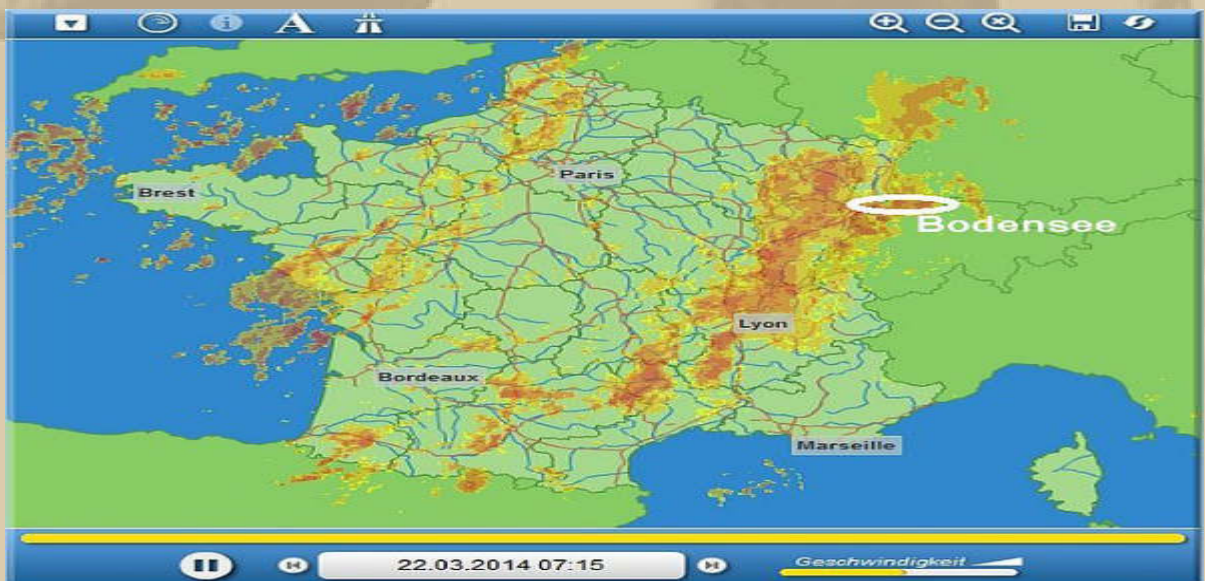 Paris
Brest
Bodensee
Lyon
Bordeaux
Marseille
22.03.2014 07:15
Geschwindigkeit